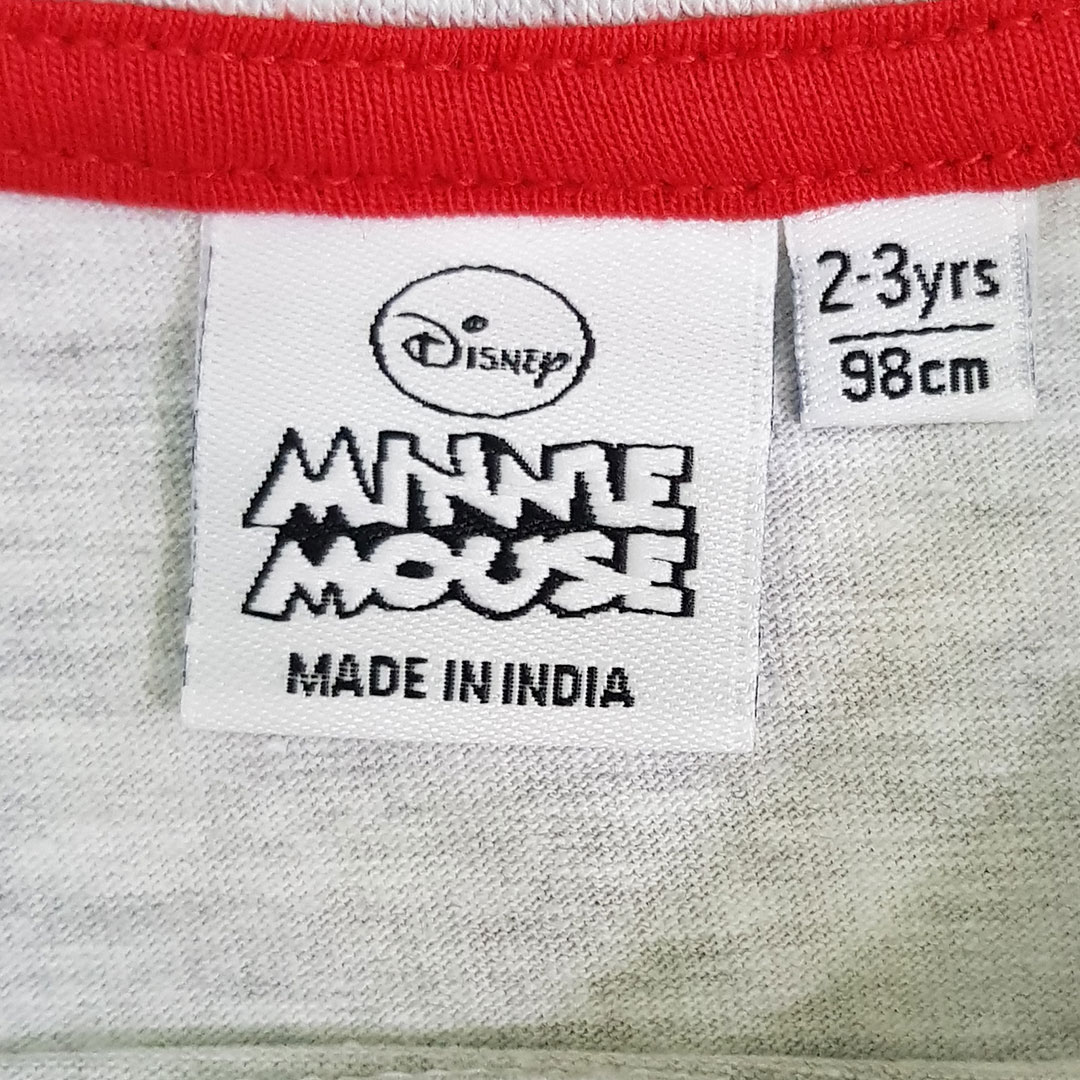 Disney
MINNIE
MOUSE
MADE IN INDIA
2-3yrs
98cm